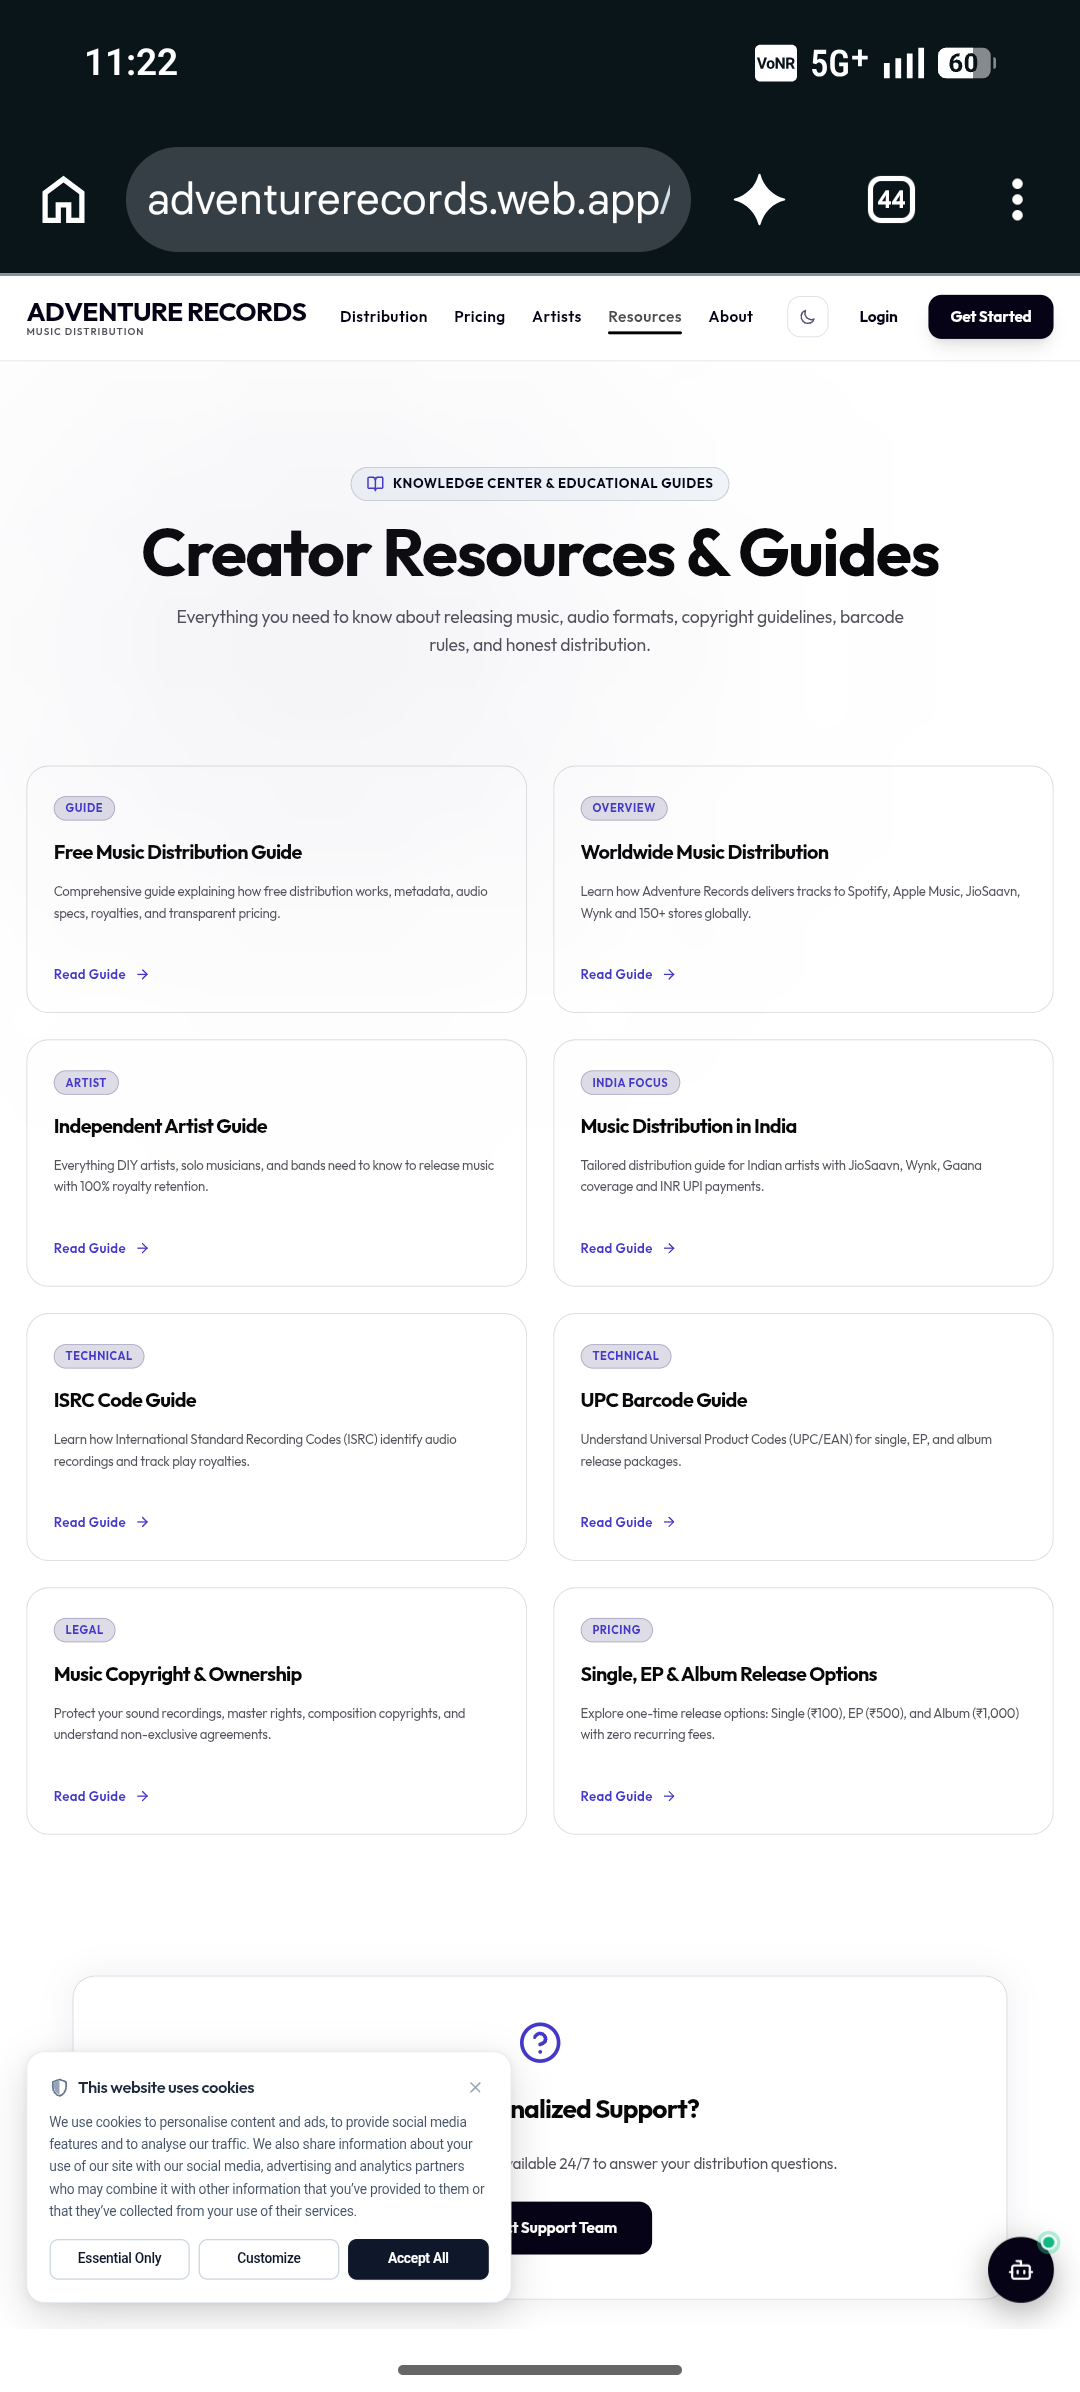 11:22
VoNR 5G+ 60
adventurerecords.web.app/
44
ADVENTURE RECORDS
MUSIC DISTRIBUTION
Distribution Pricing Artists Resources About Login Get Started
KNOWLEDGE CENTER & EDUCATIONAL GUIDES
Creator Resources & Guides
Everything you need to know about releasing music, audio formats, copyright guidelines, barcode
rules, and honest distribution.
GUIDE
Free Music Distribution Guide
Comprehensive guide explaining how free distribution works, metadata, audio
specs, royalties, and transparent pricing.
Read Guide →
OVERVIEW
Worldwide Music Distribution
Learn how Adventure Records delivers tracks to Spotify, Apple Music, JioSaavn,
Wynk and 150+ stores globally.
Read Guide →
ARTIST
Independent Artist Guide
Everything DIY artists, solo musicians, and bands need to know to release music
with 100% royalty retention.
Read Guide →
INDIA FOCUS
Music Distribution in India
Tailored distribution guide for Indian artists with JioSaavn, Wynk, Gaana
coverage and INR UPI payments.
Read Guide →
TECHNICAL
ISRC Code Guide
Learn how International Standard Recording Codes (ISRC) identify audio
recordings and track play royalties.
Read Guide →
TECHNICAL
UPC Barcode Guide
Understand Universal Product Codes (UPC/EAN) for single, EP, and album
release packages.
Read Guide →
LEGAL
Music Copyright & Ownership
Protect your sound recordings, master rights, composition copyrights, and
understand non-exclusive agreements.
Read Guide →
PRICING
Single, EP & Album Release Options
Explore one-time release options: Single (₹100), EP (₹500), and Album (₹1,000)
with zero recurring fees.
Read Guide →
Support?
24/7 to answer your distribution questions.
Support Team
This website uses cookies
We use cookies to personalise content and ads, to provide social media
features and to analyse our traffic. We also share information about your
use of our site with our social media, advertising and analytics partners
who may combine it with other information that you've provided to them or
that they've collected from your use of their services.
Essential Only Customize Accept All